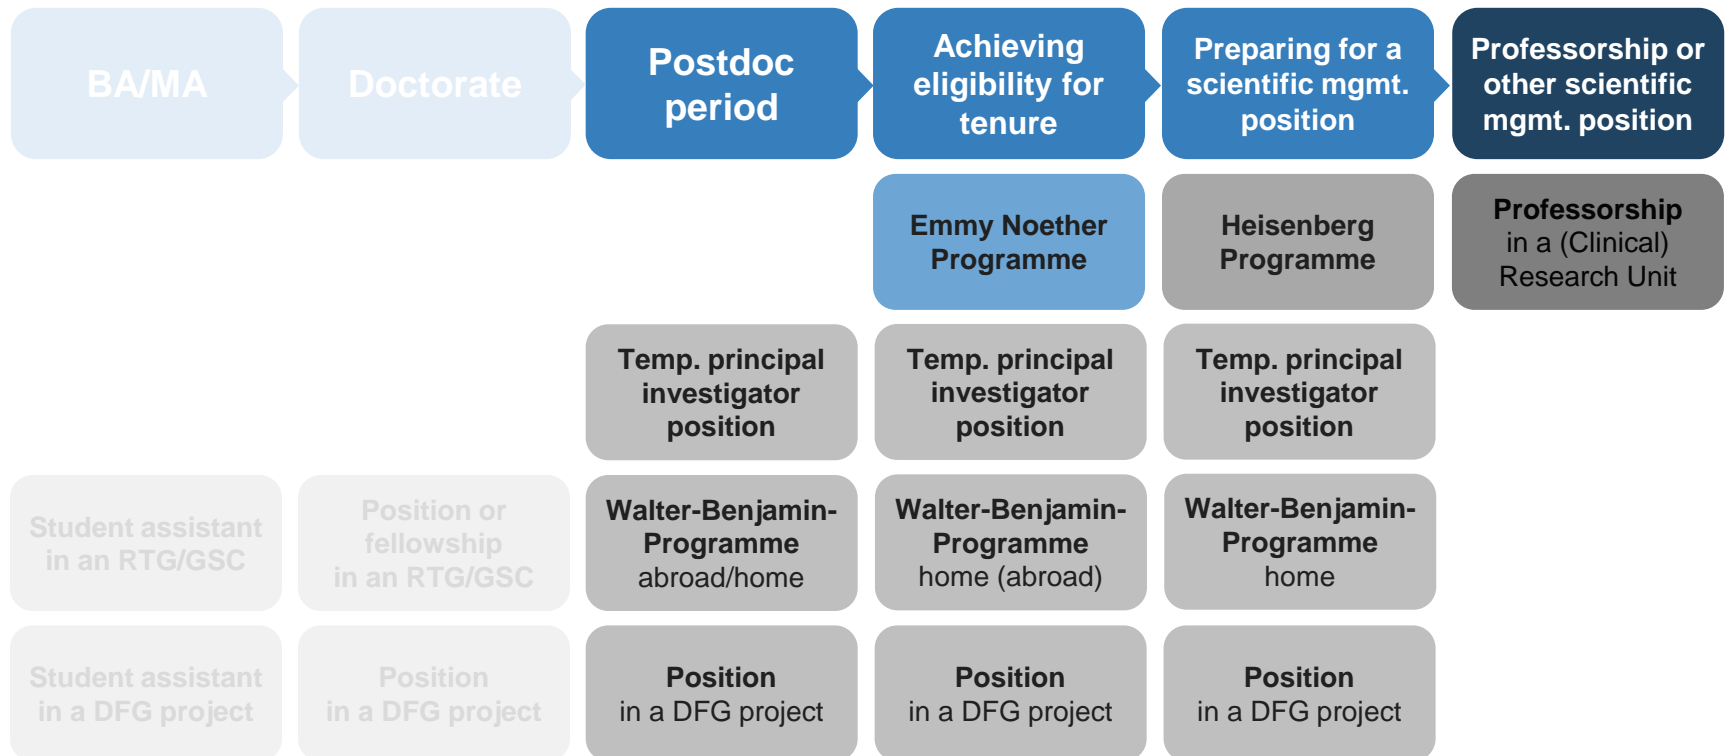 BA/MA
Doctorate
Postdoc
period
Achieving
eligibility for
tenure
Preparing for a
scientific mgmt.
position
Professorship or
other scientific
mgmt. position
Emmy Noether
Programme
Heisenberg
Programme
Professorship
in a (Clinical)
Research Unit
Temp. principal
investigator
position
Temp. principal
investigator
position
Temp. principal
investigator
position
Student assistant
in an RTG/GSC
Position or
fellowship
in an RTG/GSC
Walter-Benjamin-
Programme
abroad/home
Walter-Benjamin-
Programme
home (abroad)
Walter-Benjamin-
Programme
home
Student assistant
in a DFG project
Position
in a DFG project
Position
in a DFG project
Position
in a DFG project
Position
in a DFG project